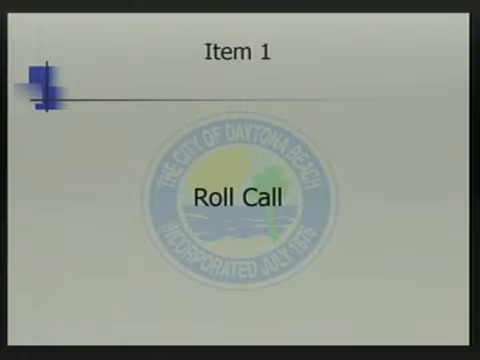 Item 1
THE CITY OF DAYTONA BEACH
Roll Call
INCORPORATED JULY 1876